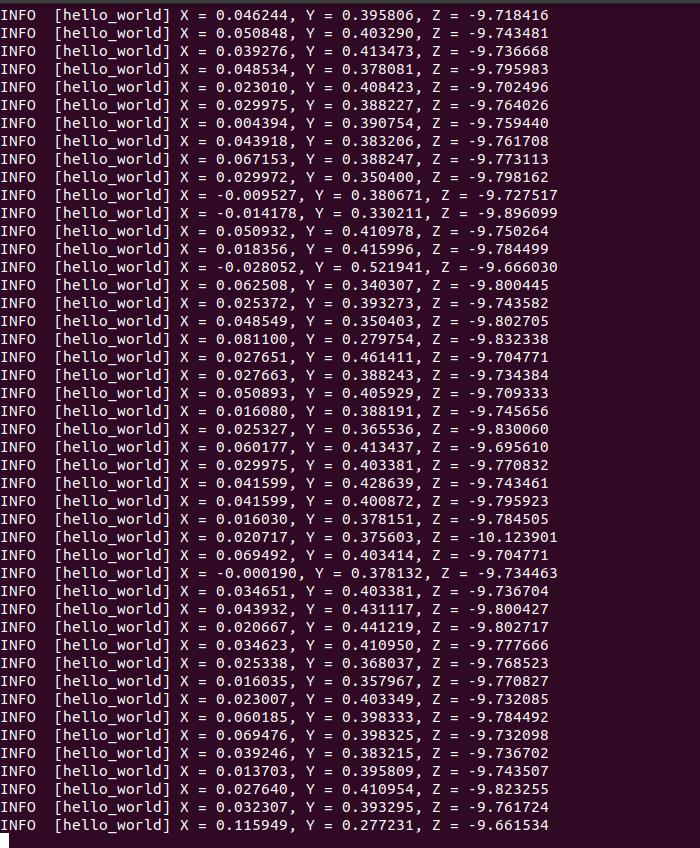 INFO  [hello_world] X = 0.046244, Y = 0.395806, Z = -9.718416
INFO  [hello_world] X = 0.050848, Y = 0.403290, Z = -9.743481
INFO  [hello_world] X = 0.039276, Y = 0.413473, Z = -9.736668
INFO  [hello_world] X = 0.048534, Y = 0.378081, Z = -9.795983
INFO  [hello_world] X = 0.023010, Y = 0.408423, Z = -9.702496
INFO  [hello_world] X = 0.029975, Y = 0.388227, Z = -9.764026
INFO  [hello_world] X = 0.004394, Y = 0.390754, Z = -9.759440
INFO  [hello_world] X = 0.043918, Y = 0.383206, Z = -9.761708
INFO  [hello_world] X = 0.067153, Y = 0.388247, Z = -9.773113
INFO  [hello_world] X = 0.029972, Y = 0.350400, Z = -9.798162
INFO  [hello_world] X = -0.009527, Y = 0.380671, Z = -9.727517
INFO  [hello_world] X = -0.014178, Y = 0.330211, Z = -9.896099
INFO  [hello_world] X = 0.050932, Y = 0.410978, Z = -9.750264
INFO  [hello_world] X = 0.018356, Y = 0.415996, Z = -9.784499
INFO  [hello_world] X = -0.028052, Y = 0.521941, Z = -9.666030
INFO  [hello_world] X = 0.062508, Y = 0.340307, Z = -9.800445
INFO  [hello_world] X = 0.025372, Y = 0.393273, Z = -9.743582
INFO  [hello_world] X = 0.048549, Y = 0.350403, Z = -9.802705
INFO  [hello_world] X = 0.081100, Y = 0.279754, Z = -9.832338
INFO  [hello_world] X = 0.027651, Y = 0.461411, Z = -9.704771
INFO  [hello_world] X = 0.027663, Y = 0.388243, Z = -9.734384
INFO  [hello_world] X = 0.050893, Y = 0.405929, Z = -9.709333
INFO  [hello_world] X = 0.016080, Y = 0.388191, Z = -9.745656
INFO  [hello_world] X = 0.025327, Y = 0.365536, Z = -9.830060
INFO  [hello_world] X = 0.060177, Y = 0.413437, Z = -9.695610
INFO  [hello_world] X = 0.029975, Y = 0.403381, Z = -9.770832
INFO  [hello_world] X = 0.041599, Y = 0.428639, Z = -9.743461
INFO  [hello_world] X = 0.041599, Y = 0.400872, Z = -9.795923
INFO  [hello_world] X = 0.016030, Y = 0.378151, Z = -9.784505
INFO  [hello_world] X = 0.020717, Y = 0.375603, Z = -10.123901
INFO  [hello_world] X = 0.069492, Y = 0.403414, Z = -9.704771
INFO  [hello_world] X = -0.000190, Y = 0.378132, Z = -9.734463
INFO  [hello_world] X = 0.034651, Y = 0.403381, Z = -9.736704
INFO  [hello_world] X = 0.043932, Y = 0.431117, Z = -9.800427
INFO  [hello_world] X = 0.020667, Y = 0.441219, Z = -9.802717
INFO  [hello_world] X = 0.034623, Y = 0.410950, Z = -9.777666
INFO  [hello_world] X = 0.025338, Y = 0.368037, Z = -9.768523
INFO  [hello_world] X = 0.016035, Y = 0.357967, Z = -9.770827
INFO  [hello_world] X = 0.023007, Y = 0.403349, Z = -9.732085
INFO  [hello_world] X = 0.060185, Y = 0.398333, Z = -9.784492
INFO  [hello_world] X = 0.069476, Y = 0.398325, Z = -9.732098
INFO  [hello_world] X = 0.039246, Y = 0.383215, Z = -9.736702
INFO  [hello_world] X = 0.013703, Y = 0.395809, Z = -9.743507
INFO  [hello_world] X = 0.027640, Y = 0.410954, Z = -9.823255
INFO  [hello_world] X = 0.032307, Y = 0.393295, Z = -9.761724
INFO  [hello_world] X = 0.115949, Y = 0.277231, Z = -9.661534